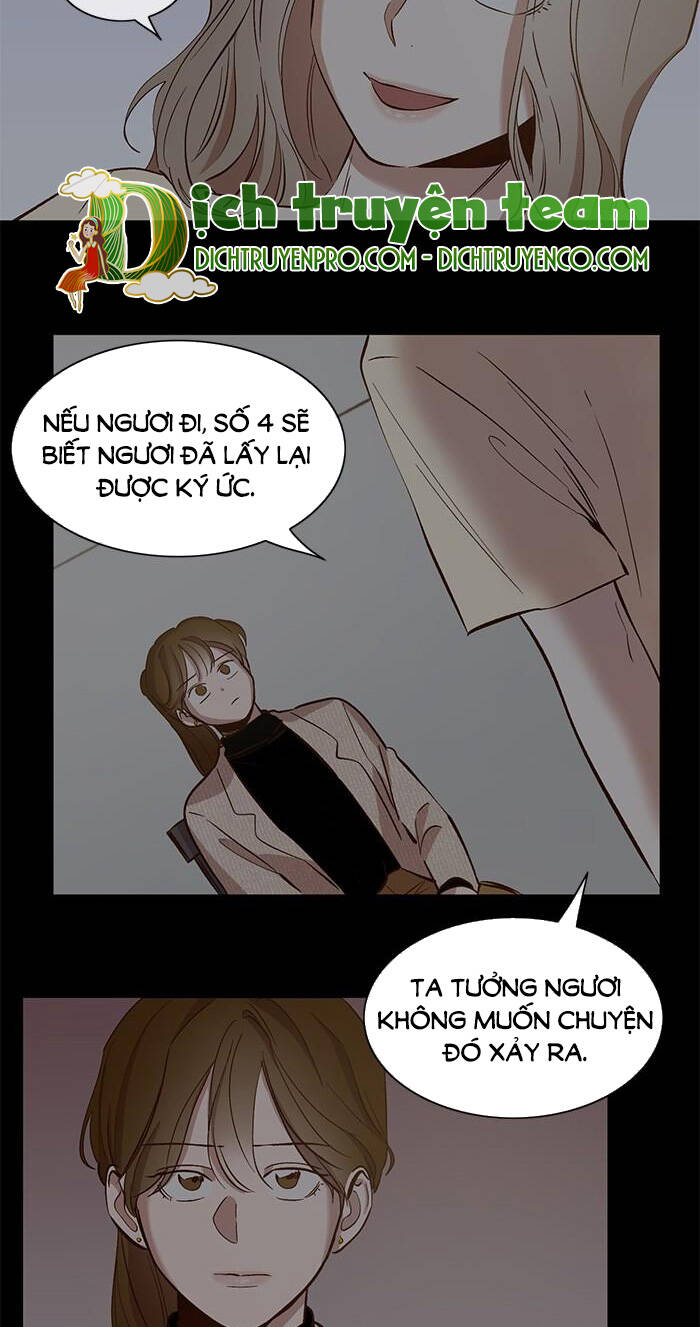 Dịch truyện team
DICHTRUYENPRO.COM - DICHTRUYENCO.COM
NẾU NGƯƠI ĐI, SỐ 4 SẼ
BIẾT NGƯƠI ĐÃ LẤY LẠI
ĐƯỢC KÝ ỨC.
TA TƯỞNG NGƯƠI
KHÔNG MUỐN CHUYỆN
ĐÓ XẢY RA.